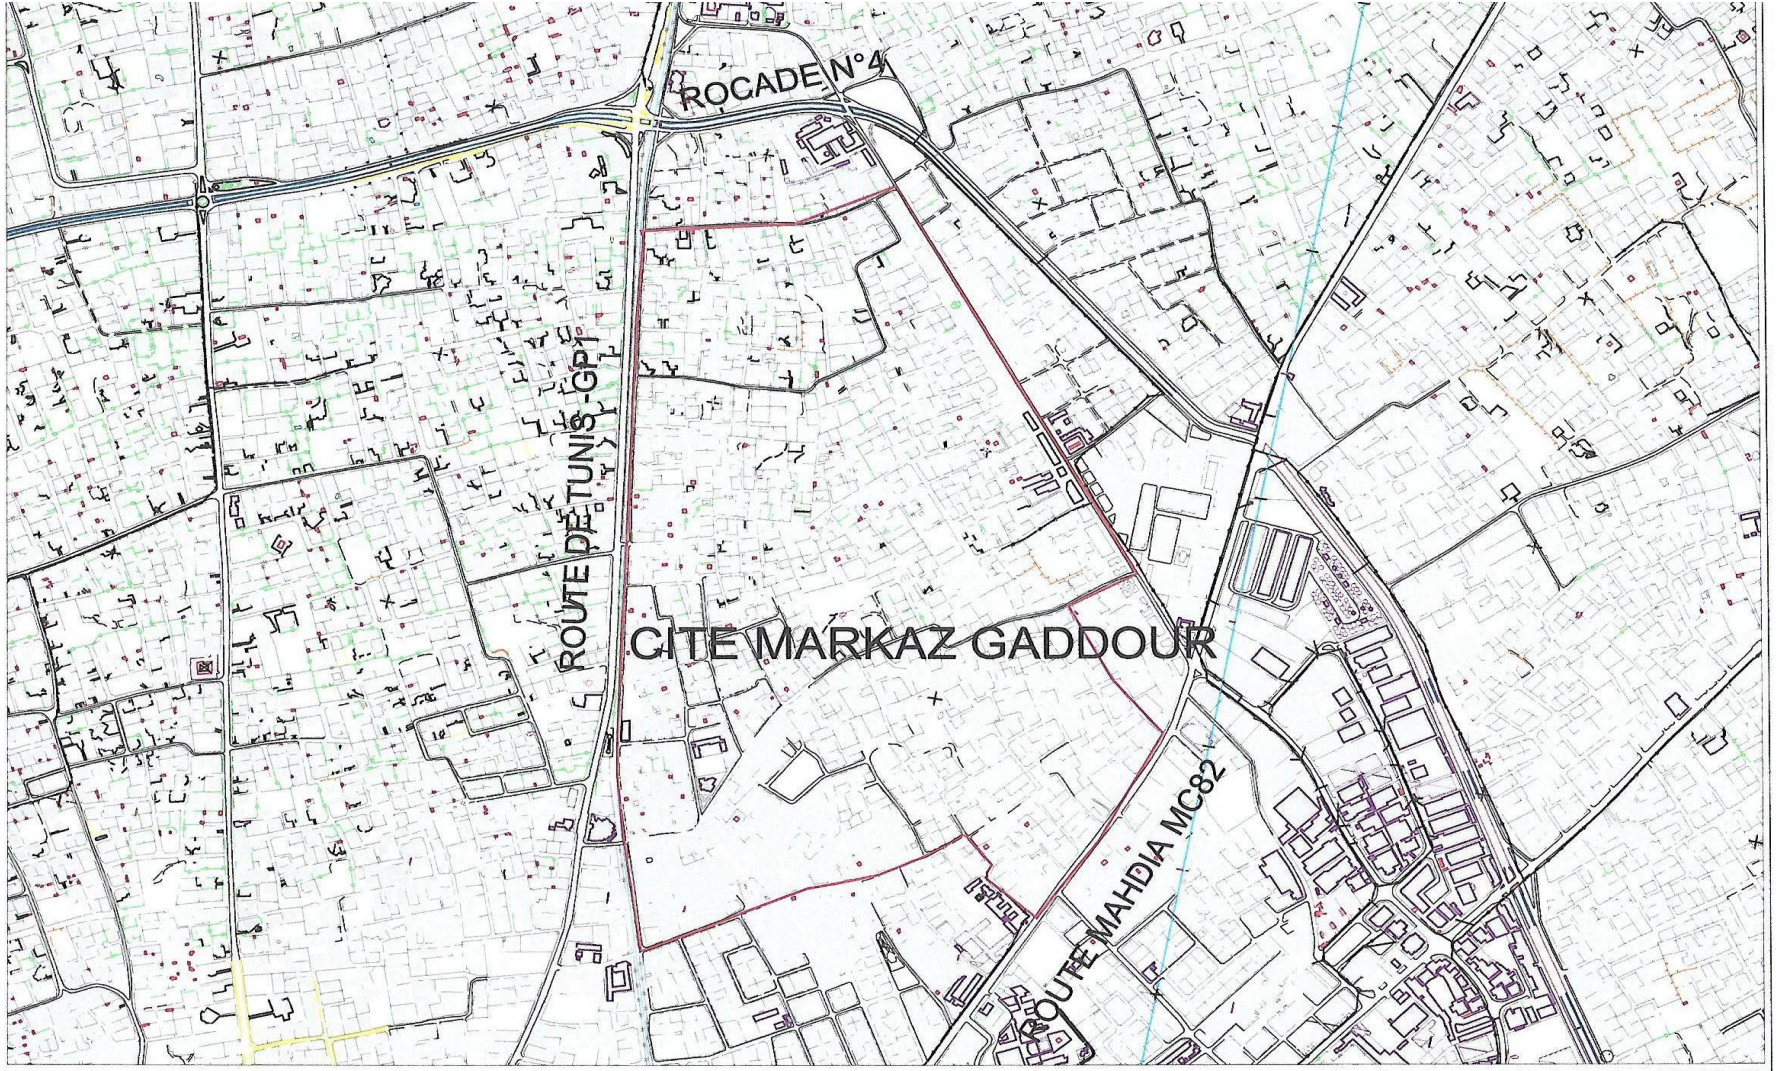 ROCADE N°4
ROUTE DE TUNIS -GP1
CITE MARKAZ GADDOUR
ROUTE MAHDIA MC82